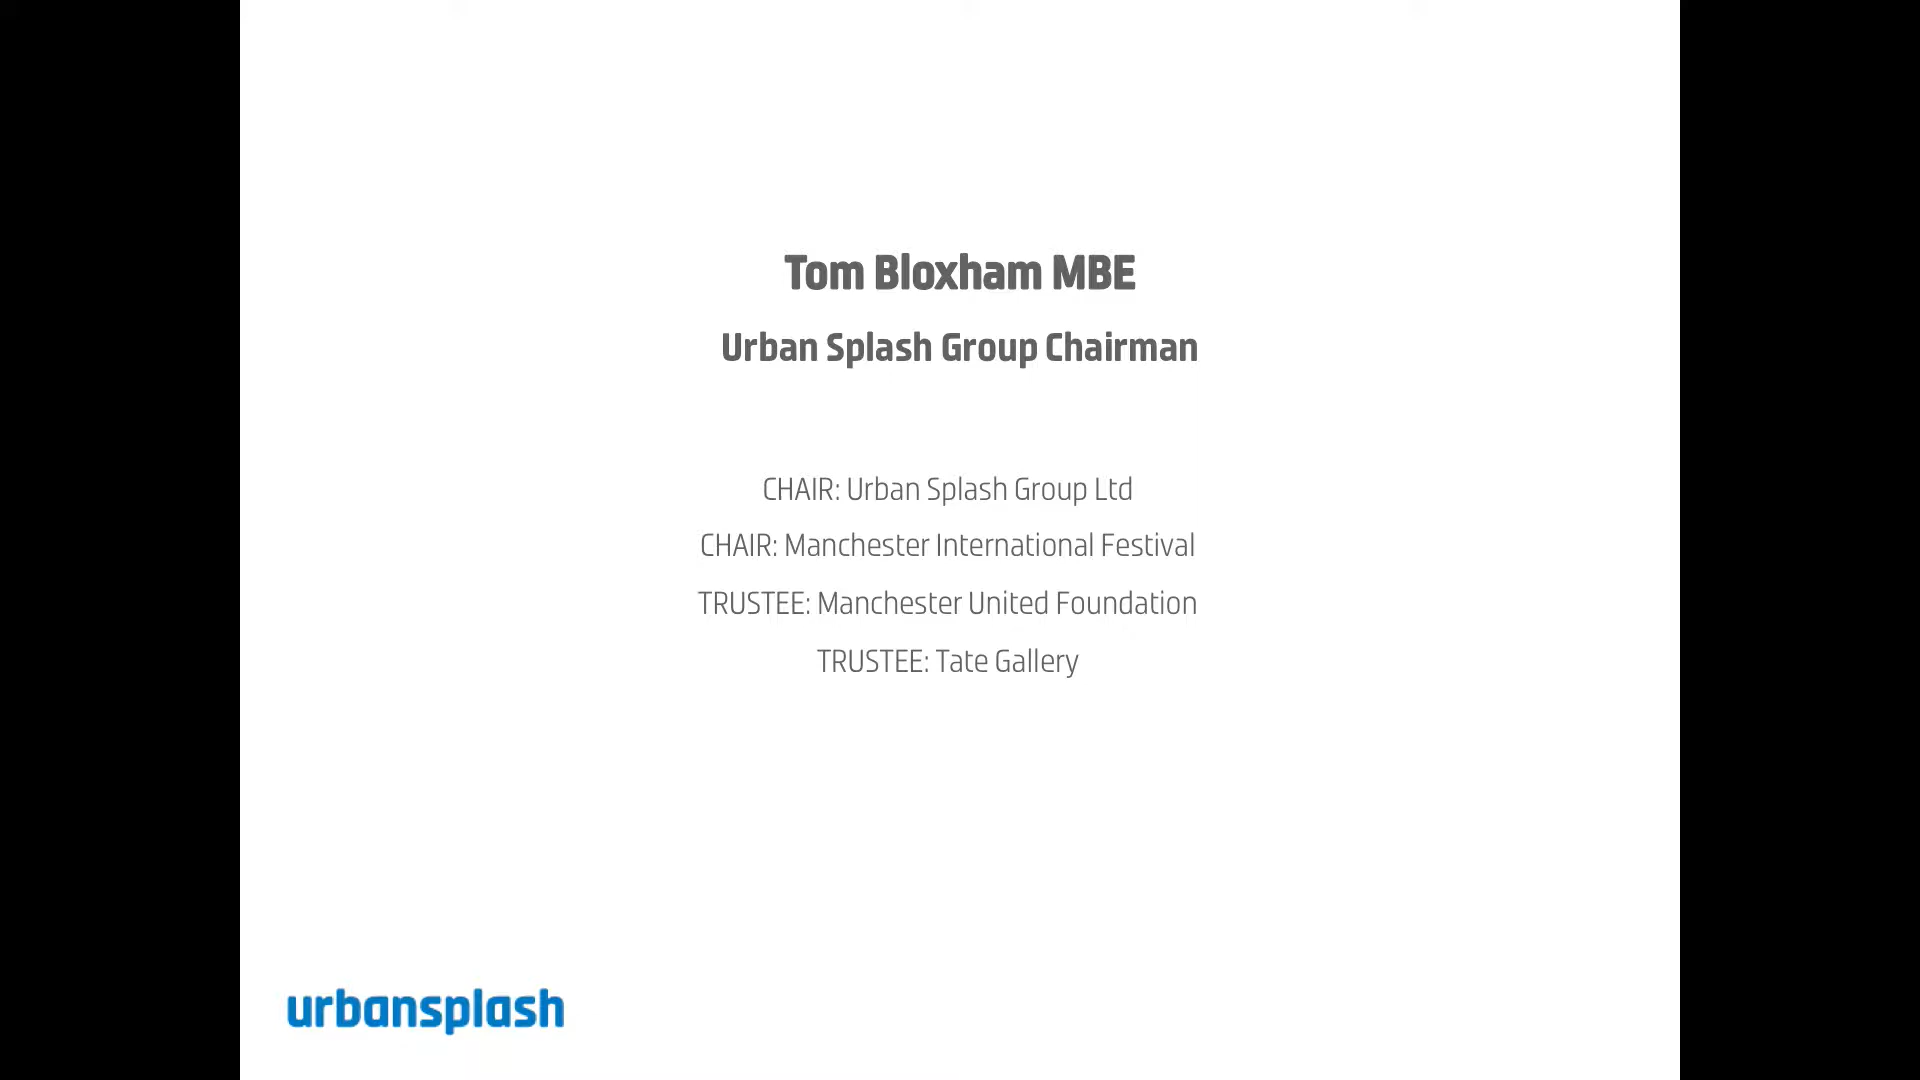 Tom Bloxham MBE
Urban Splash Group Chairman
CHAIR: Urban Splash Group Ltd
CHAIR: Manchester International Festival
TRUSTEE: Manchester United Foundation
TRUSTEE: Tate Gallery
urbansplash